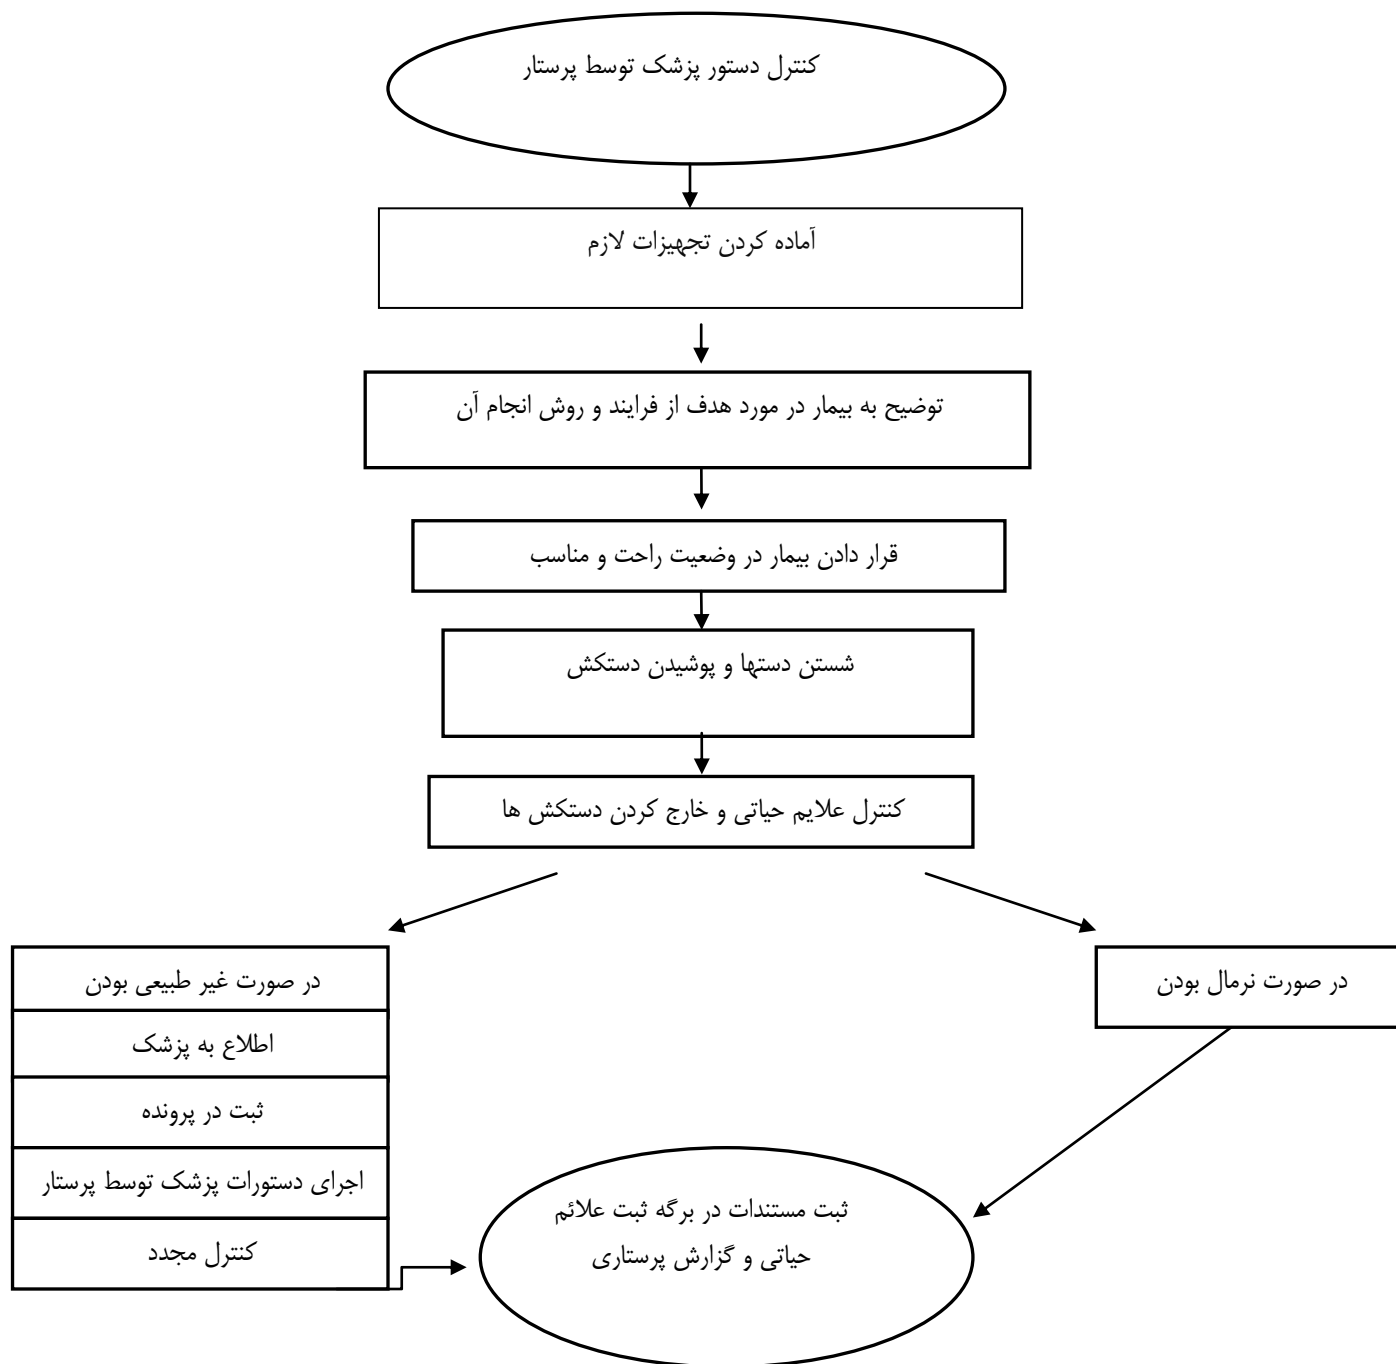 کنترل دستور پزشک توسط پرستار
آماده کردن تجهیزات لازم
توضیح به بیمار در مورد هدف از فرایند و روش انجام آن
قرار دادن بیمار در وضعیت راحت و مناسب
شستن دستها و پوشیدن دستکش
کنترل علایم حیاتی و خارج کردن دستکش ها
در صورت نرمال بودن
در صورت غیر طبیعی بودن
اطلاع به پزشک
ثبت در پرونده
اجرای دستورات پزشک توسط پرستار
کنترل مجدد
ثبت مستندات در برگه ثبت علائم
حیاتی و گزارش پرستاری